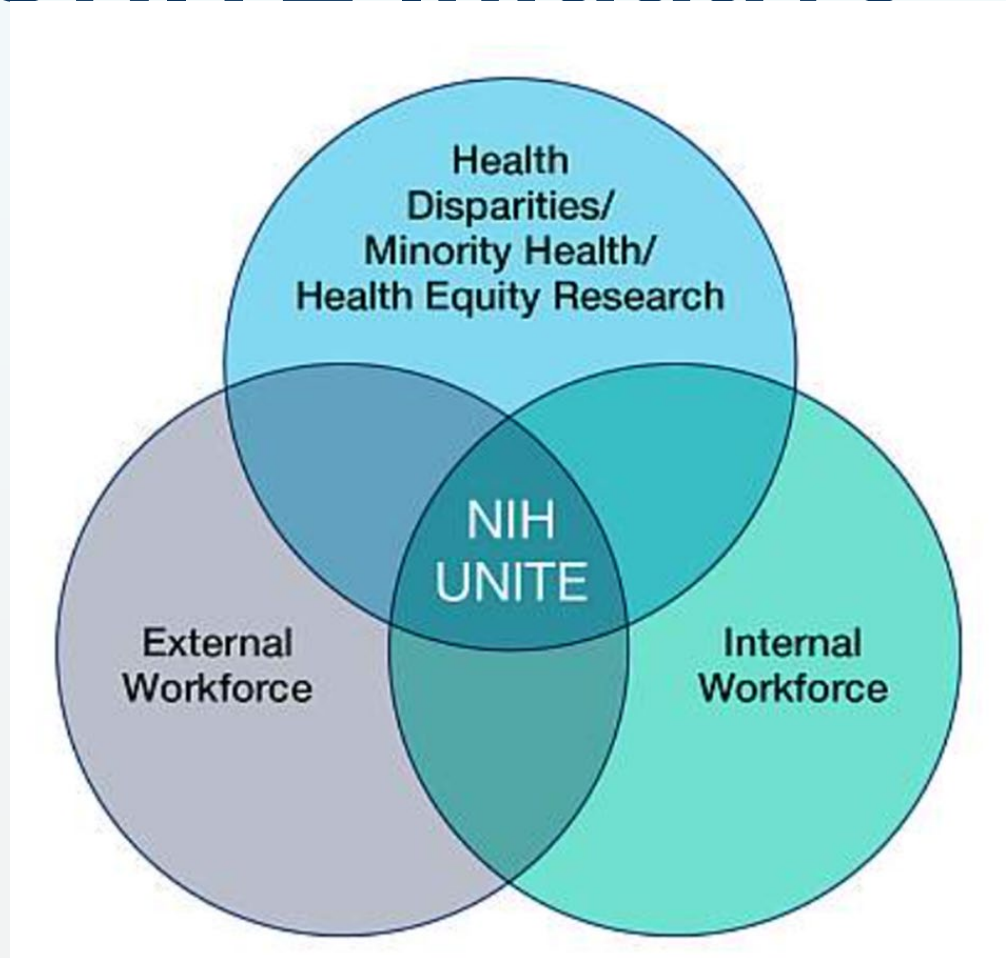 Health
Disparities/
Minority Health/
Health Equity Research
NIH
UNITE
External
Workforce
Internal
Workforce